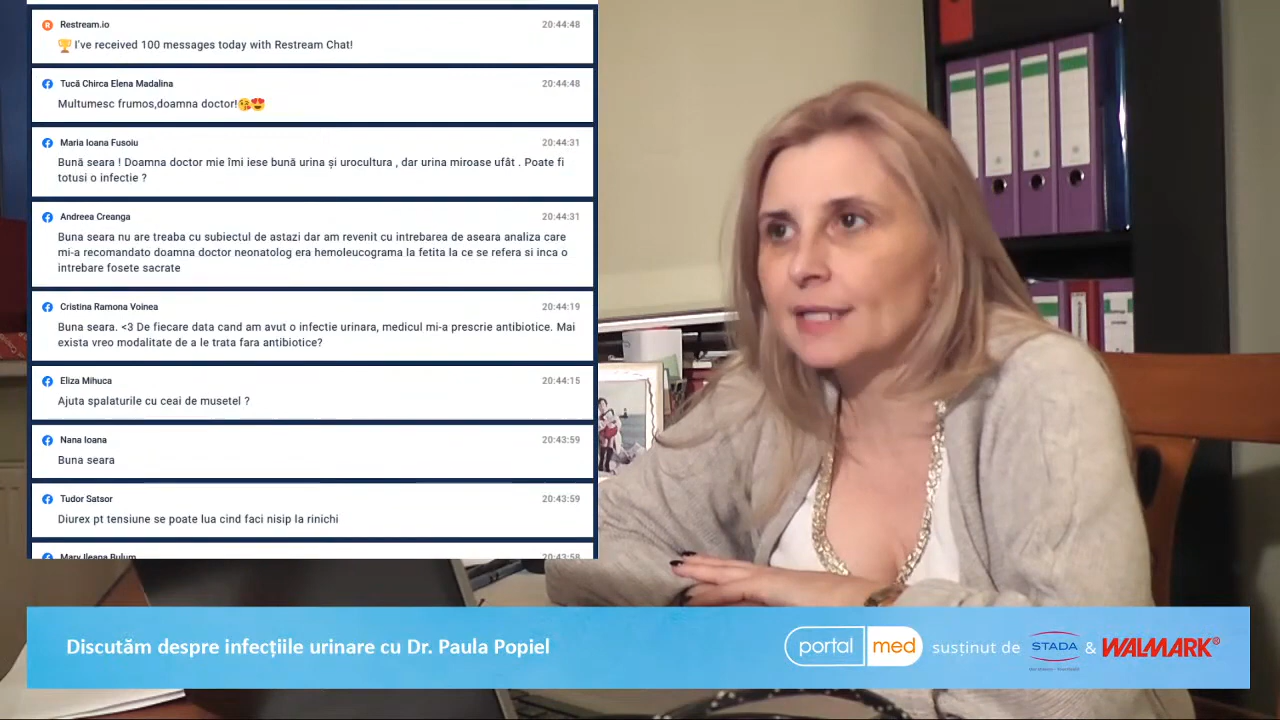 Restream.io 20:44:48
🏆 I've received 100 messages today with Restream Chat!
Tucă Chirca Elena Madalina 20:44:48
Multumesc frumos,doamna doctor!😘😍
Maria Ioana Fusoiu 20:44:31
Bună seara ! Doamna doctor mie îmi iese bună urina și urocultura , dar urina miroase ufât . Poate fi
totusi o infectie ?
Andreea Creanga 20:44:31
Buna seara nu are treaba cu subiectul de astazi dar am revenit cu intrebarea de aseara analiza care
mi-a recomandato doamna doctor neonatolog era hemoleucograma la fetita la ce se refera si inca o
intrebare fosete sacrate
Cristina Ramona Voinea 20:44:19
Buna seara. <3 De fiecare data cand am avut o infectie urinara, medicul mi-a prescrie antibiotice. Mai
exista vreo modalitate de a le trata fara antibiotice?
Eliza Mihuca 20:44:15
Ajuta spalaturile cu ceai de musetel ?
Nana Ioana 20:43:59
Buna seara
Tudor Satsor 20:43:59
Diurex pt tensiune se poate lua cind faci nisip la rinichi
Mary Ileana Bulum 20:43:58
Discutăm despre infecțiile urinare cu Dr. Paula Popiel
portal med susținut de STADA & WALMARK®